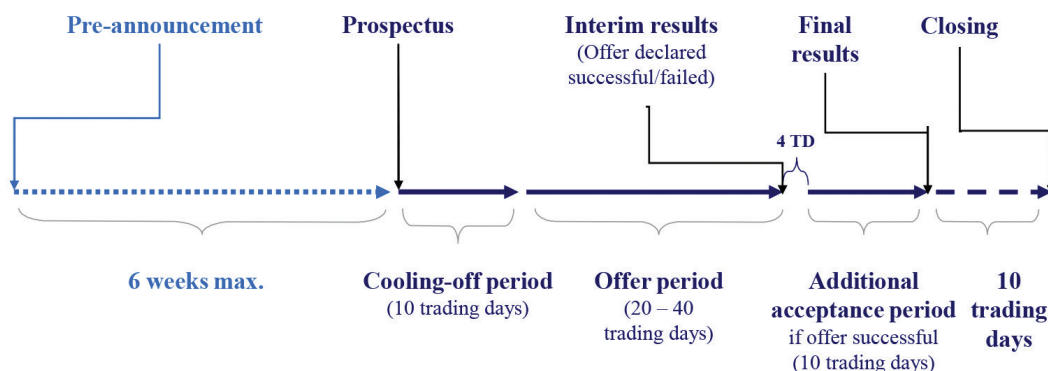 Pre-announcement
Prospectus
Interim results
(Offer declared
successful/failed)
Final
results
Closing
4 TD
6 weeks max.
Cooling-off period
(10 trading days)
Offer period
(20 – 40
trading days)
Additional
acceptance period
if offer successful
(10 trading days)
10
trading
days